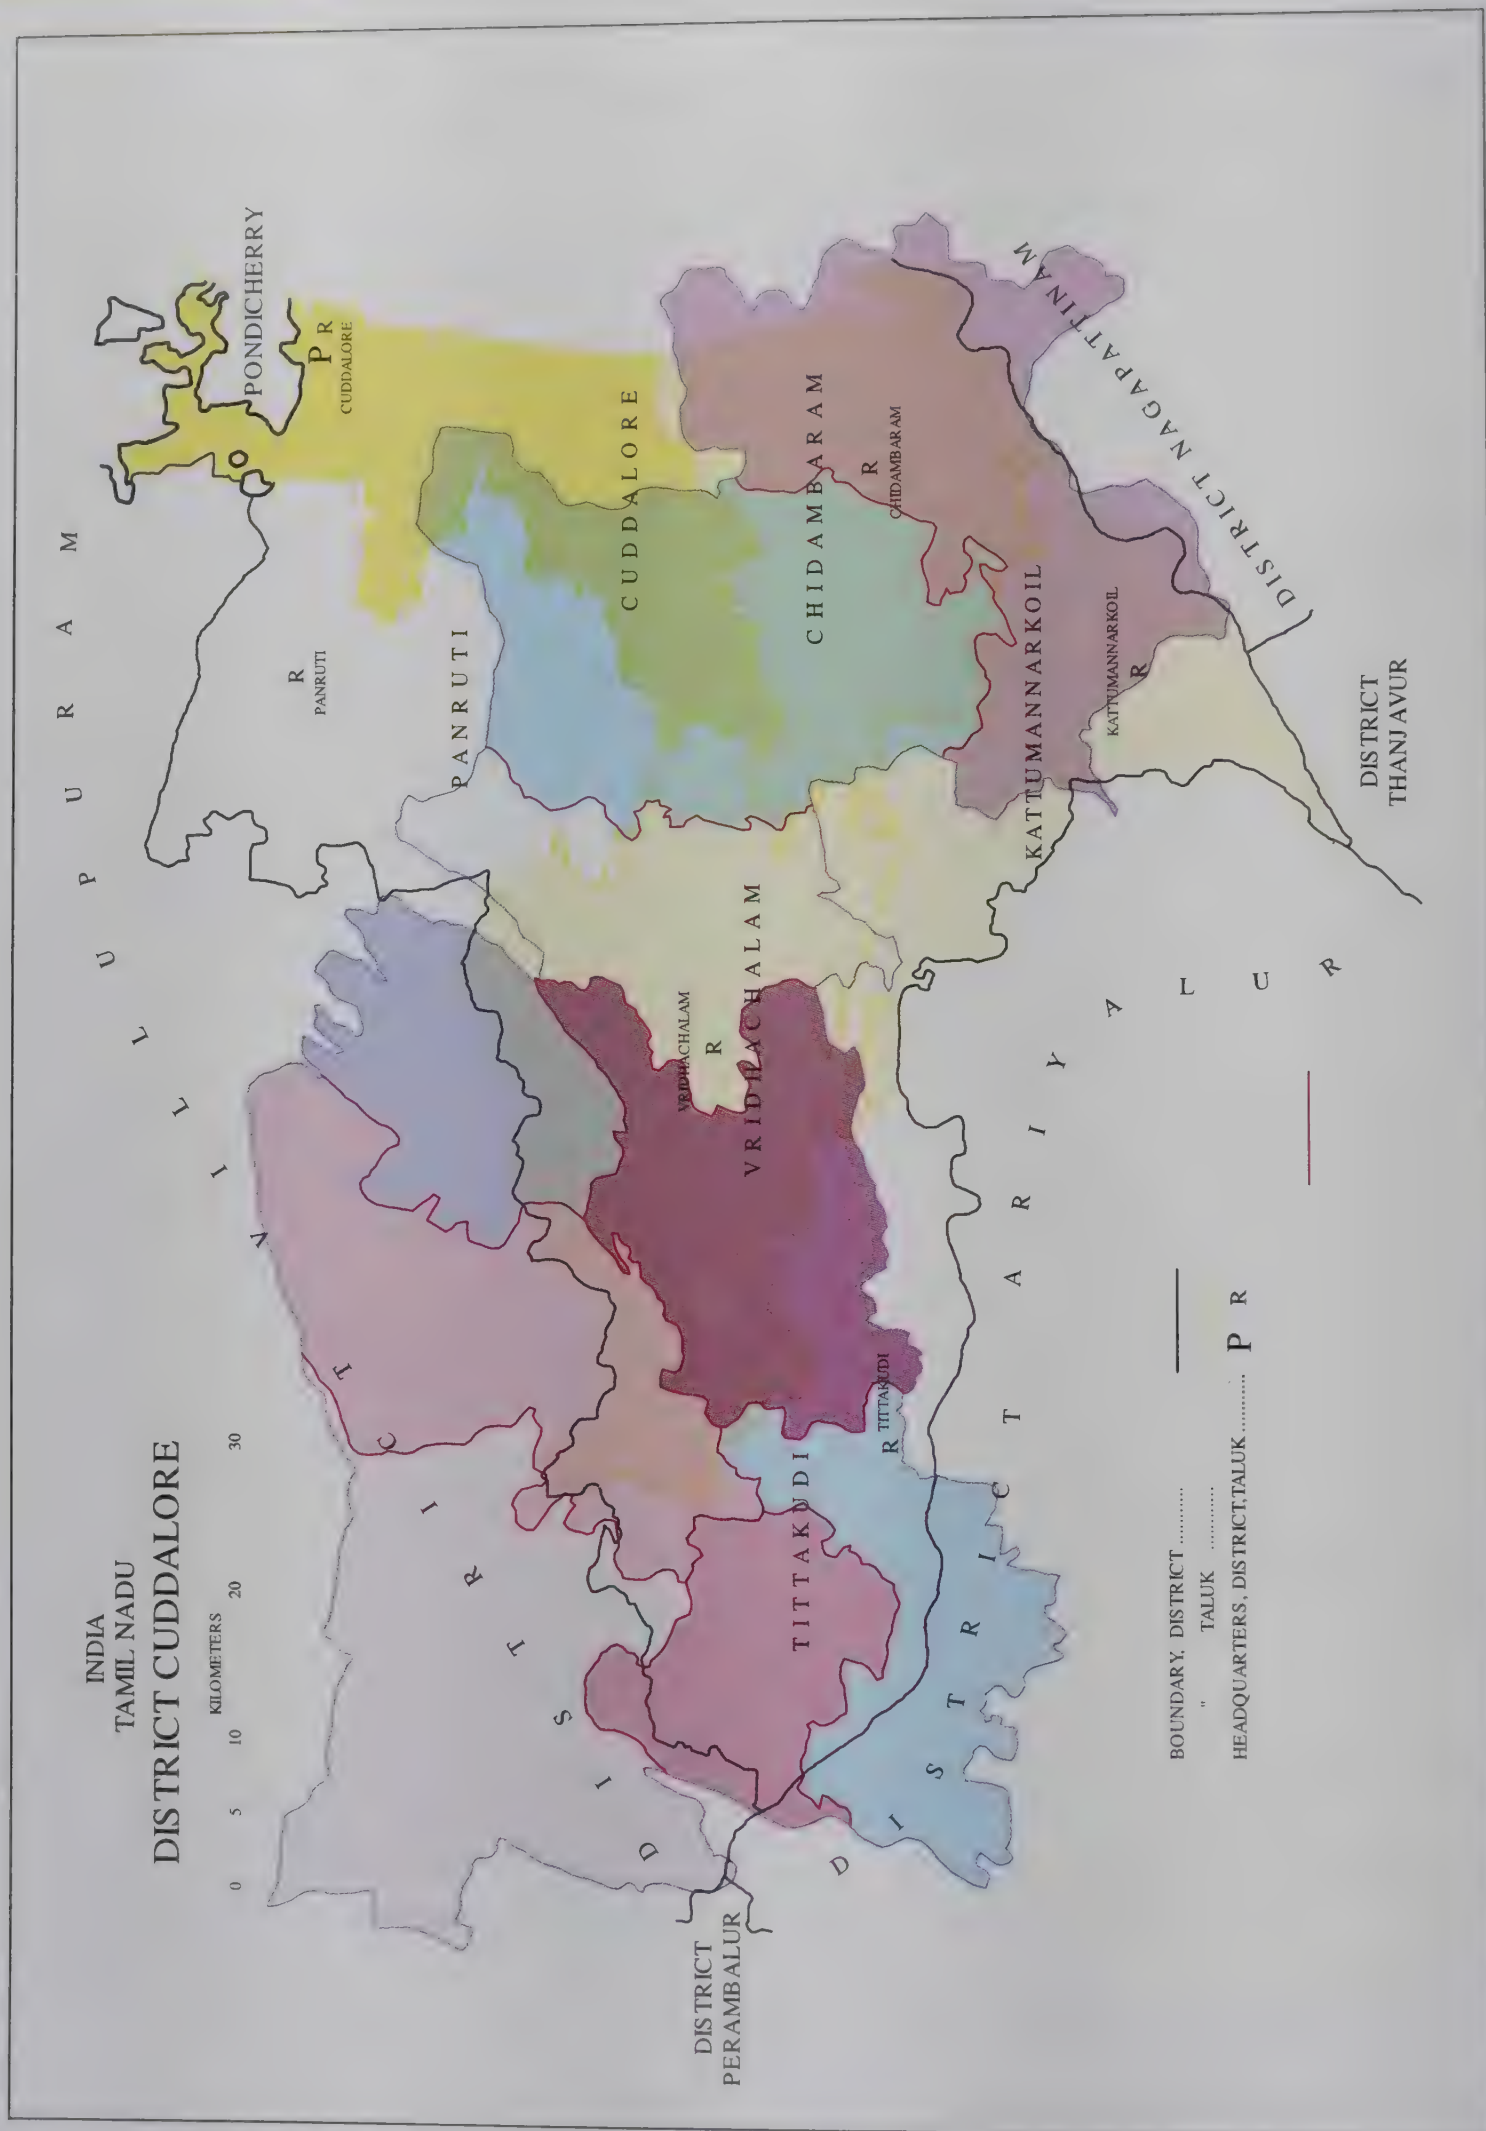 INDIA
TAMIL NADU
DISTRICT CUDDALORE
KILOMETERS
0 5 10 20 30
DISTRICT VILLUPURAM
PONDICHERRY
P R
CUDDALORE
R
PANRUTI
PANRUTI
CUDDALORE
CHIDAMBARAM
R
CHIDAMBARAM
VRIDHACHALAM
R
VRIDHACHALAM
KATTUMANNARKOIL
KATTUMANNARKOIL
R
TITTAKUDI
R TITTAKUDI
DISTRICT NAGAPATTINAM
DISTRICT
PERAMBALUR
DISTRICT ARIYALUR
DISTRICT
THANJAVUR
BOUNDARY, DISTRICT ...........
" TALUK ...........
HEADQUARTERS, DISTRICT,TALUK ........... P R